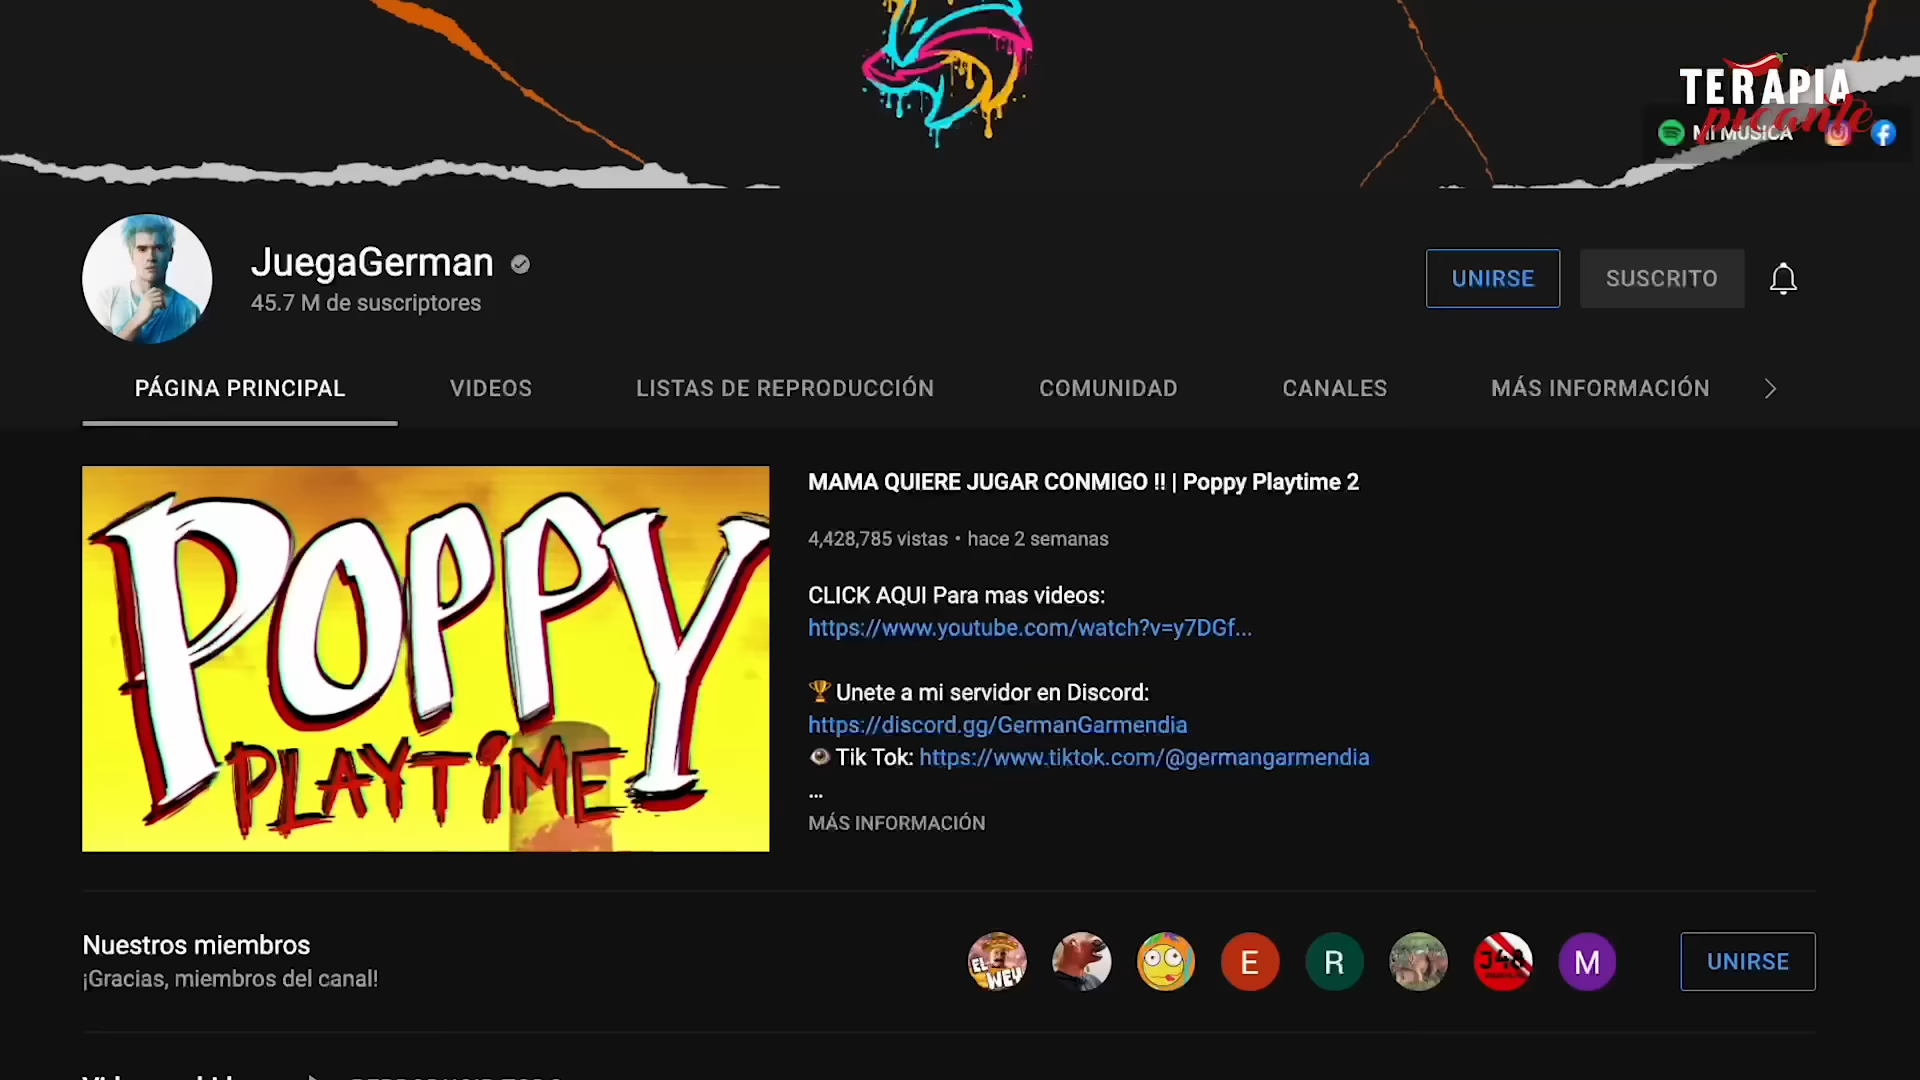 TERAPIA
picante
MI MÚSICA
JuegaGerman
45.7 M de suscriptores
UNIRSE
SUSCRITO
PÁGINA PRINCIPAL
VIDEOS
LISTAS DE REPRODUCCIÓN
COMUNIDAD
CANALES
MÁS INFORMACIÓN
POPPY
PLAYTiME
MAMA QUIERE JUGAR CONMIGO !! | Poppy Playtime 2
4,428,785 vistas • hace 2 semanas
CLICK AQUI Para mas videos:
https://www.youtube.com/watch?v=y7DGf...
🏆 Unete a mi servidor en Discord:
https://discord.gg/GermanGarmendia
👁 Tik Tok: https://www.tiktok.com/@germangarmendia
...
MÁS INFORMACIÓN
Nuestros miembros
¡Gracias, miembros del canal!
EL
WEY
E
R
M
UNIRSE